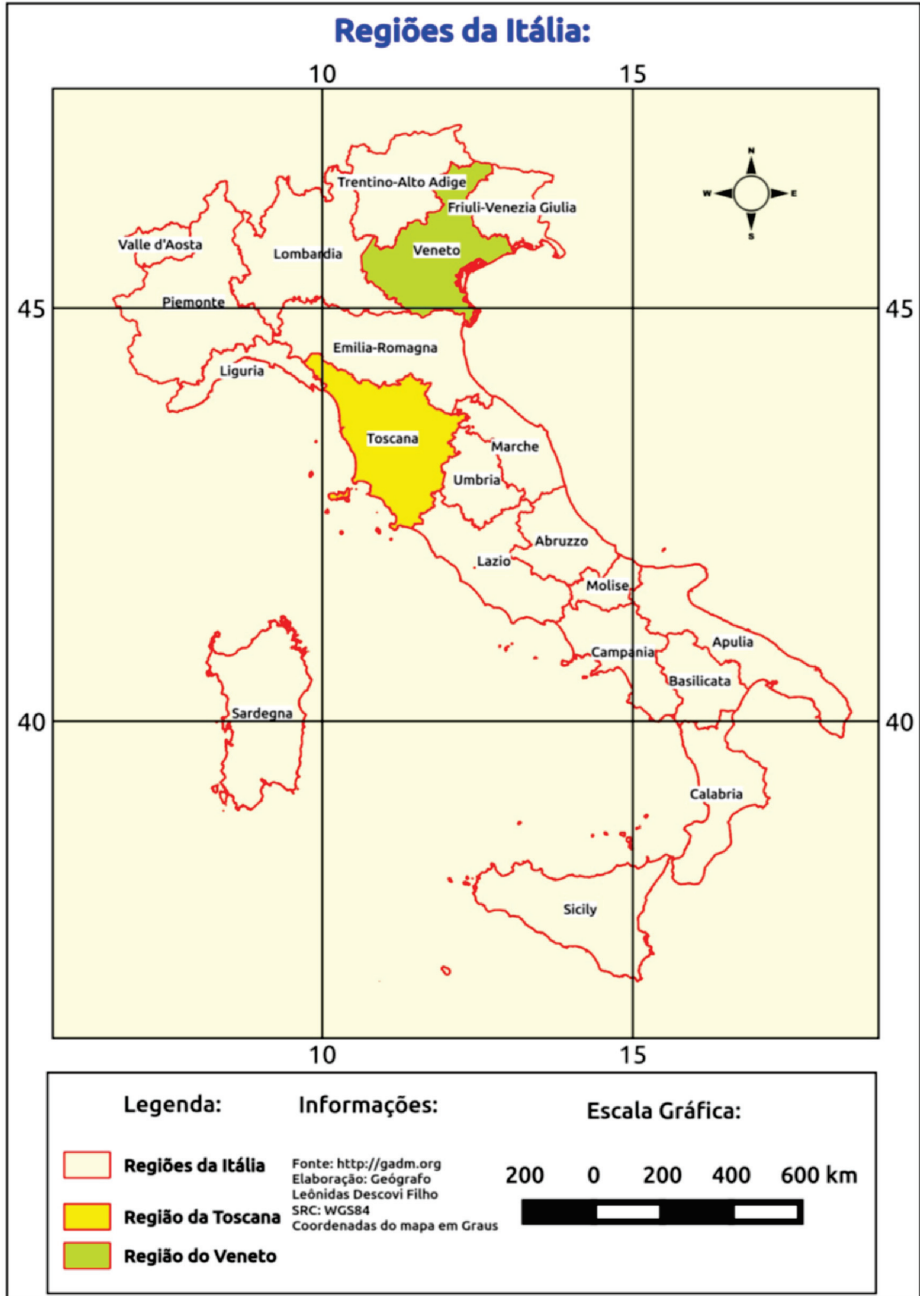 Regiões da Itália:
10 15
N
W E
S
Trentino-Alto Adige
Friuli-Venezia Giulia
Valle d'Aosta
Lombardia
Veneto
Piemonte
45 45
Emilia-Romagna
Liguria
Toscana
Marche
Umbria
Abruzzo
Lazio
Molise
Apulia
Campania
Basilicata
Sardegna
40 40
Calabria
Sicily
10 15
Legenda:
Regiões da Itália
Região da Toscana
Região do Veneto
Informações:
Fonte: http://gadm.org
Elaboração: Geógrafo
Leônidas Descovi Filho
SRC: WGS84
Coordenadas do mapa em Graus
Escala Gráfica:
200 0 200 400 600 km